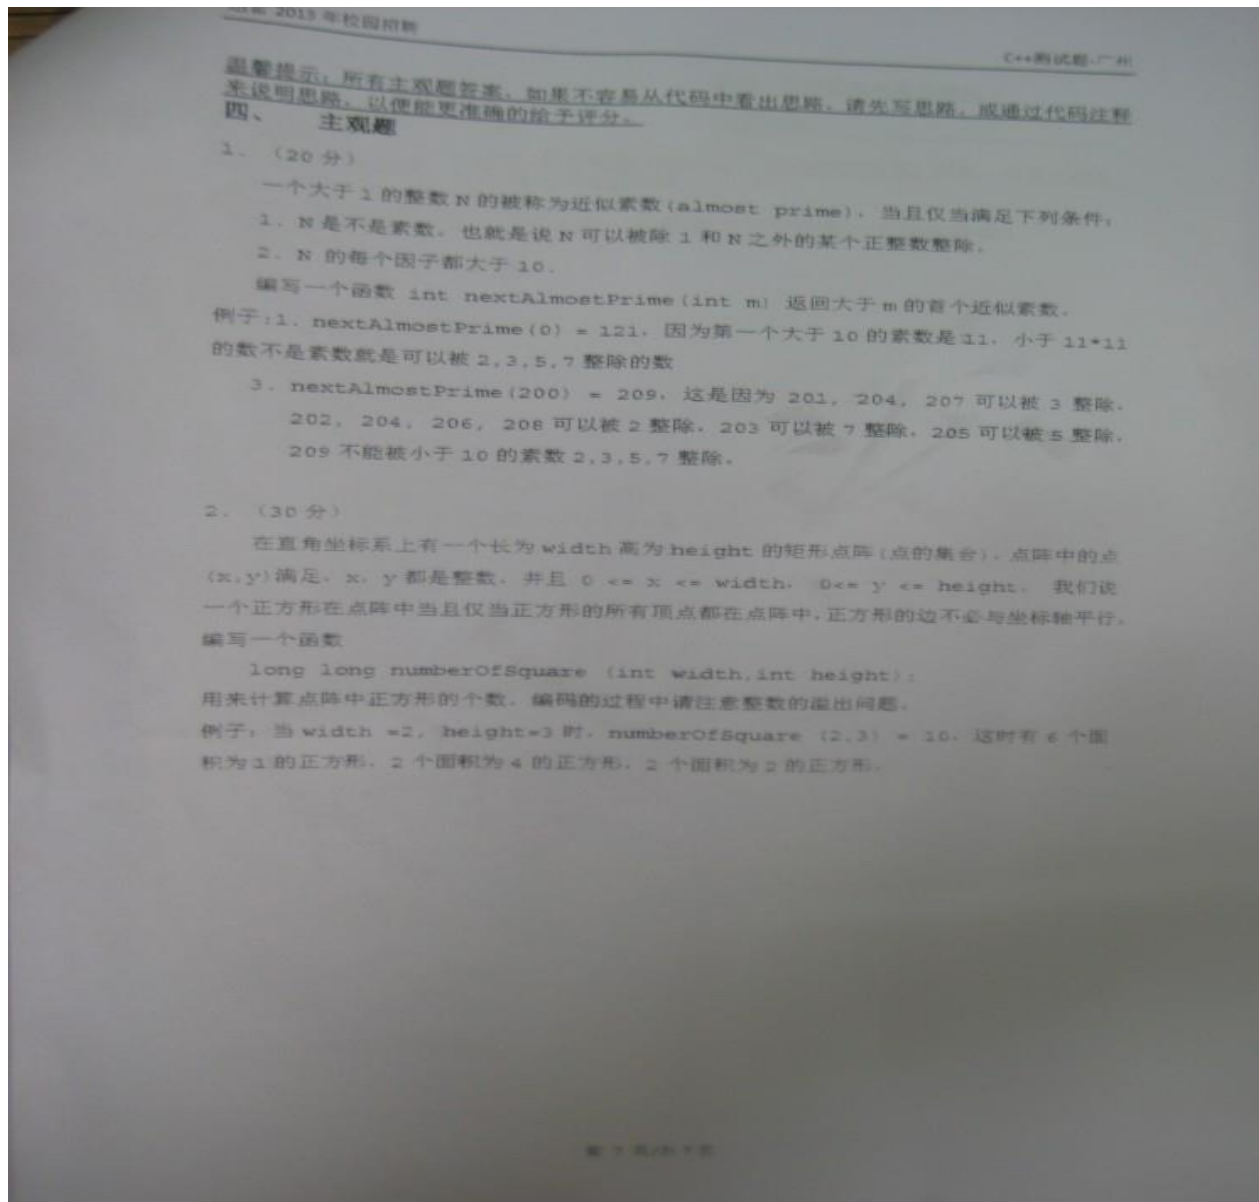 2013 年校园招聘
C++测试题-广州
温馨提示：所有主观题答案，如果不容易从代码中看出思路，请先写思路，或通过代码注释
来说明思路，以便能更准确的给予评分。
四、 主观题
1. （20 分）
一个大于 1 的整数 N 的被称为近似素数(almost prime)，当且仅当满足下列条件：
1. N 是不是素数。也就是说 N 可以被除 1 和 N 之外的某个正整数整除。
2. N 的每个因子都大于 10.
编写一个函数 int nextAlmostPrime(int m) 返回大于 m 的首个近似素数。
例子:1. nextAlmostPrime(0) = 121，因为第一个大于 10 的素数是 11，小于 11*11
的数不是素数就是可以被 2,3,5,7 整除的数
3. nextAlmostPrime(200) = 209，这是因为 201, 204, 207 可以被 3 整除，
202, 204, 206, 208 可以被 2 整除，203 可以被 7 整除，205 可以被 5 整除，
209 不能被小于 10 的素数 2,3,5,7 整除。
2. （30 分）
在直角坐标系上有一个长为 width 高为 height 的矩形点阵(点的集合)，点阵中的点
(x,y)满足，x，y 都是整数，并且 0 <= x <= width， 0<= y <= height。 我们说
一个正方形在点阵中当且仅当正方形的所有顶点都在点阵中，正方形的边不必与坐标轴平行。
编写一个函数
long long numberOfSquare (int width,int height);
用来计算点阵中正方形的个数，编码的过程中请注意整数的溢出问题。
例子：当 width =2, height=3 时，numberOfSquare (2,3) = 10，这时有 6 个面
积为 1 的正方形，2 个面积为 4 的正方形，2 个面积为 2 的正方形。
第 7 页/共 7 页